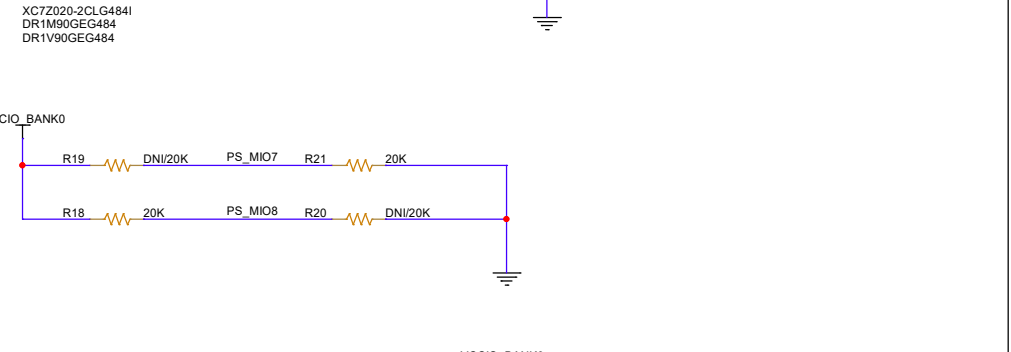 XC7Z020-2CLG484I
DR1M90GEG484
DR1V90GEG484
CIO_BANK0
R19 DNI/20K PS_MIO7 R21 20K
R18 20K PS_MIO8 R20 DNI/20K